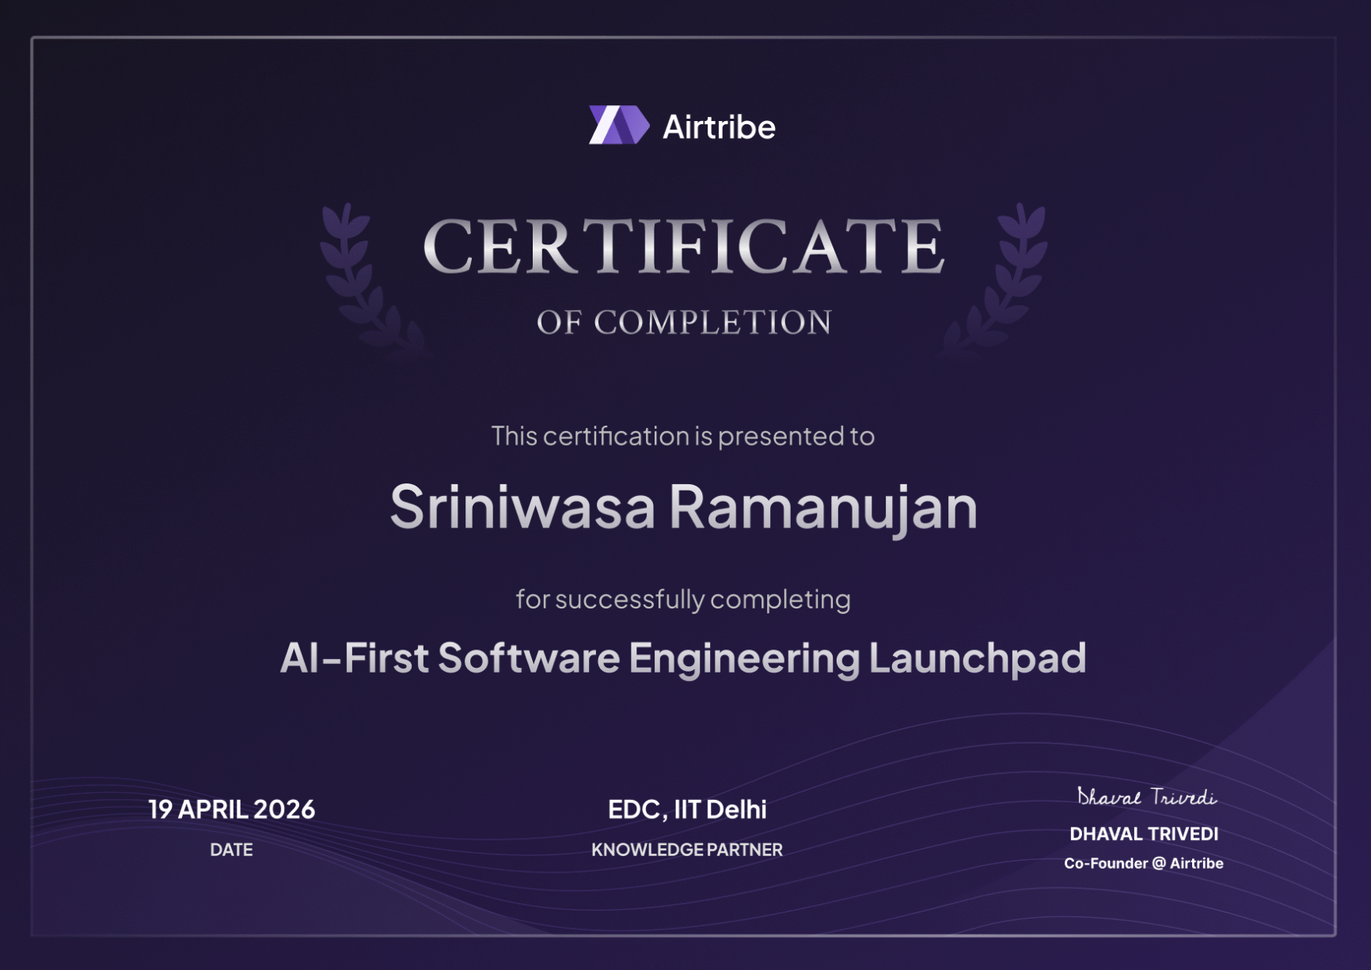 Airtribe
CERTIFICATE
OF COMPLETION
This certification is presented to
Sriniwasa Ramanujan
for successfully completing
AI-First Software Engineering Launchpad
19 APRIL 2026
DATE
EDC, IIT Delhi
KNOWLEDGE PARTNER
Dhaval Trivedi
DHAVAL TRIVEDI
Co-Founder @ Airtribe